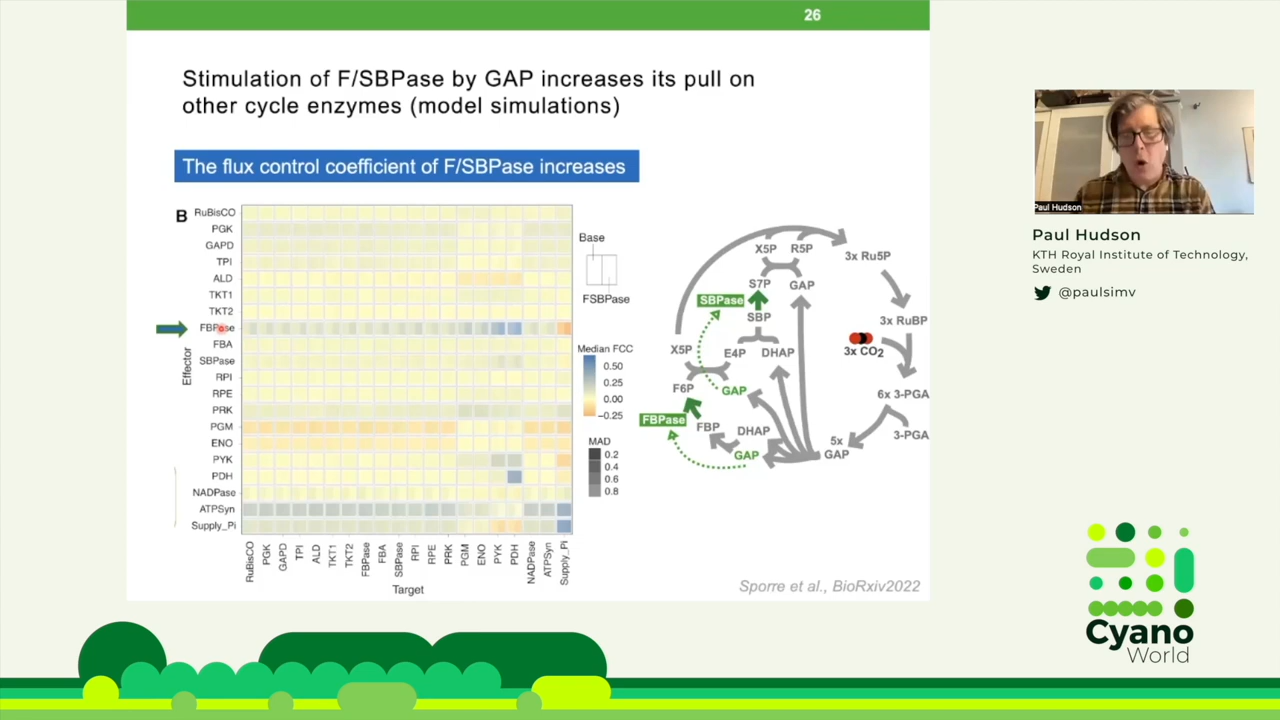 26
Stimulation of F/SBPase by GAP increases its pull on
other cycle enzymes (model simulations)
The flux control coefficient of F/SBPase increases
B
RuBisCO
PGK
GAPD
TPI
ALD
TKT1
TKT2
FBPase
FBA
SBPase
RPI
RPE
PRK
PGM
ENO
PYK
PDH
NADPase
ATPSyn
Supply_Pi
Effector
RuBisCO
PGK
GAPD
TPI
ALD
TKT1
TKT2
FBPase
FBA
SBPase
RPI
RPE
PRK
PGM
ENO
PYK
PDH
NADPase
ATPSyn
Supply_Pi
Target
Base
FSBPase
Median FCC
0.50
0.25
0.00
−0.25
MAD
0.2
0.4
0.6
0.8
X5P R5P
3x Ru5P
S7P GAP
SBPase
SBP
3x RuBP
X5P E4P DHAP
3x CO2
F6P GAP
6x 3-PGA
FBPase
FBP DHAP
3-PGA
GAP
5x
GAP
Sporre et al., BioRxiv2022
Paul Hudson
Paul Hudson
KTH Royal Institute of Technology,
Sweden
@paulsimv
Cyano
World